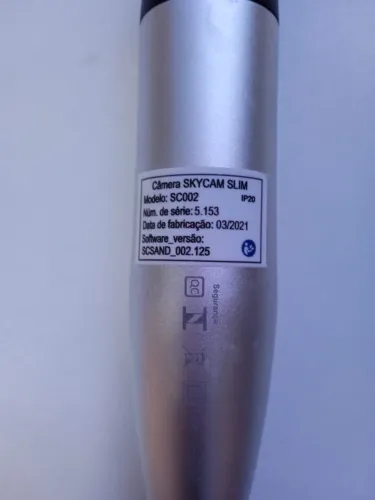 Câmera SKYCAM SLIM
Modelo: SC002 IP20
Núm. de série: 5.153
Data de fabricação: 03/2021
Software_versão:
SCSAND_002.125
Segurança